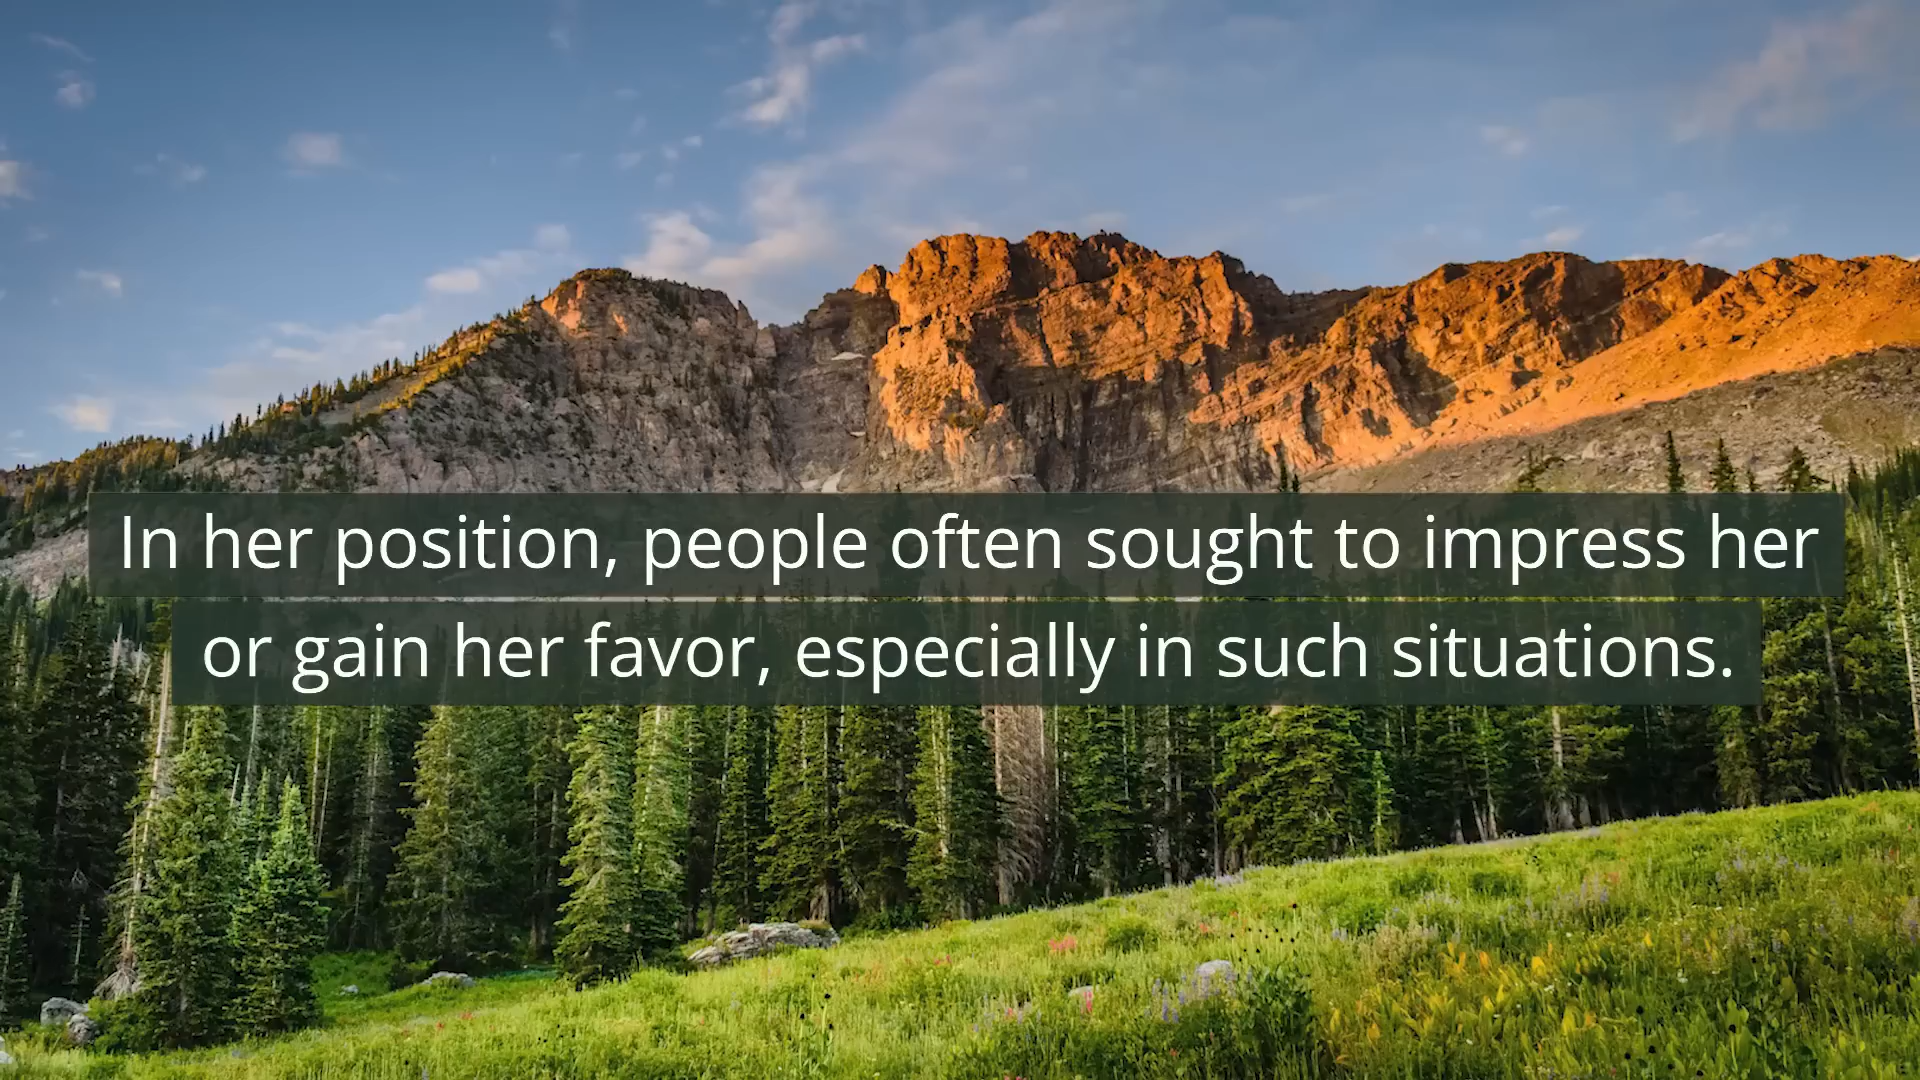 In her position, people often sought to impress her
or gain her favor, especially in such situations.